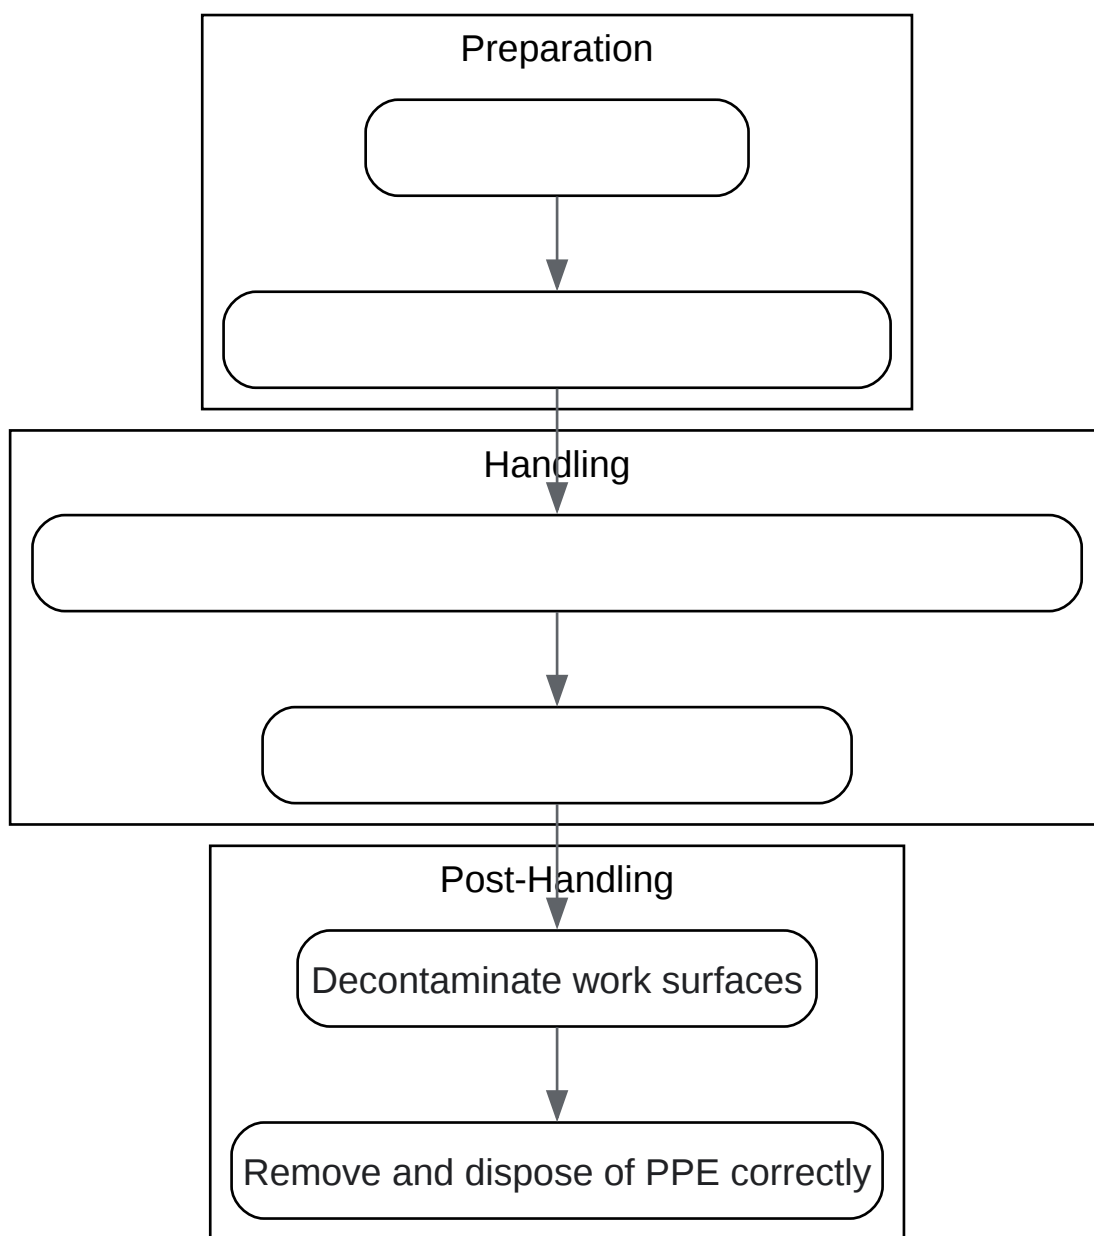 Preparation
Handling
Post-Handling
Decontaminate work surfaces
Remove and dispose of PPE correctly